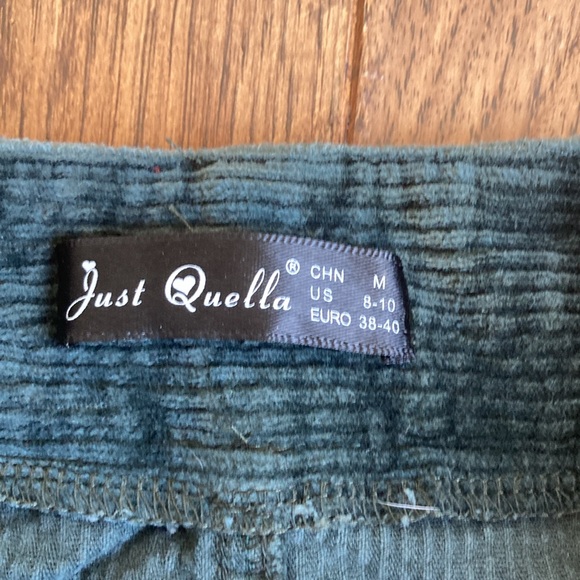 Just Quella®
CHN M
US 8-10
EURO 38-40